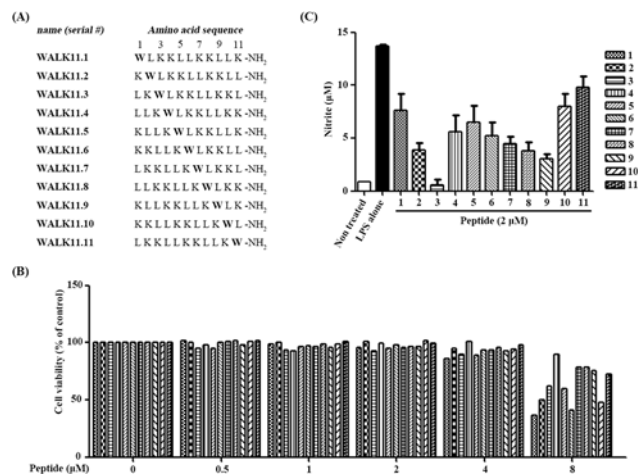 (A)
name (serial #) Amino acid sequence
1 3 5 7 9 11
WALK11.1 W L K K L L K K L L K -NH2
WALK11.2 K W L K K L L K K L L -NH2
WALK11.3 L K W L K K L L K K L -NH2
WALK11.4 L L K W L K K L L K K -NH2
WALK11.5 K L L K W L K K L L K -NH2
WALK11.6 K K L L K W L K K L L -NH2
WALK11.7 L K K L L K W L K K L -NH2
WALK11.8 L L K K L L K W L K K -NH2
WALK11.9 K L L K K L L K W L K -NH2
WALK11.10 K K L L K K L L K W L -NH2
WALK11.11 L K K L L K K L L K W -NH2
(C)
Nitrite (μM)
15
10
5
0
Non treated
LPS alone
1 2 3 4 5 6 7 8 9 10 11
Peptide (2 μM)
1
2
3
4
5
6
7
8
9
10
11
(B)
Cell viability (% of control)
150
100
50
0
Peptide (μM) 0 0.5 1 2 4 8